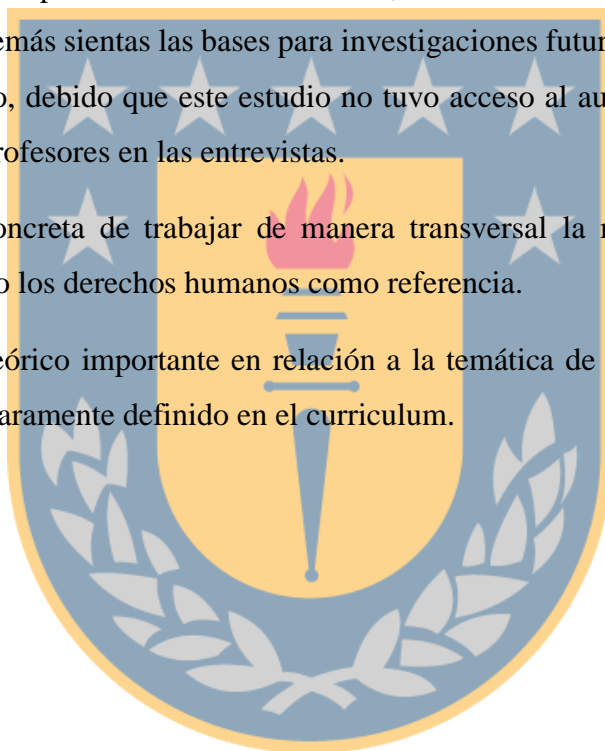 emás sientas las bases para investigaciones futur
o, debido que este estudio no tuvo acceso al au
rofesores en las entrevistas.
oncreta de trabajar de manera transversal la
o los derechos humanos como referencia.
eórico importante en relación a la temática de
aramente definido en el curriculum.